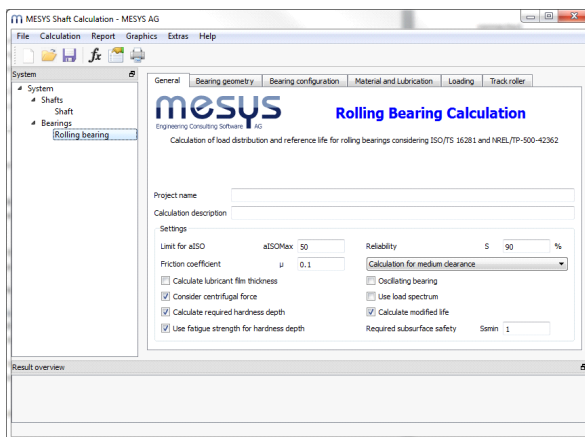 MESYS Shaft Calculation - MESYS AG
File Calculation Report Graphics Extras Help
fx
System
System
Shafts
Shaft
Bearings
Rolling bearing
General Bearing geometry Bearing configuration Material and Lubrication Loading Track roller
mesys
Engineering Consulting Software AG
Rolling Bearing Calculation
Calculation of load distribution and reference life for rolling bearings considering ISO/TS 16281 and NREL/TP-500-42362
Project name
Calculation description
Settings
Limit for aISO aISOMax 50 Reliability S 90 %
Friction coefficient μ 0.1 Calculation for medium clearance
Calculate lubricant film thickness Oscillating bearing
Consider centrifugal force Use load spectrum
Calculate required hardness depth Calculate modified life
Use fatigue strength for hardness depth Required subsurface safety Ssmin 1
Result overview